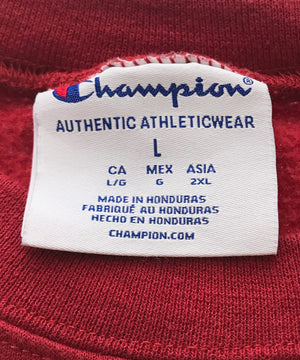 Champion®
AUTHENTIC ATHLETICWEAR
L
CA MEX ASIA
L/G G 2XL
MADE IN HONDURAS
FABRIQUÉ AU HONDURAS
HECHO EN HONDURAS
CHAMPION.COM